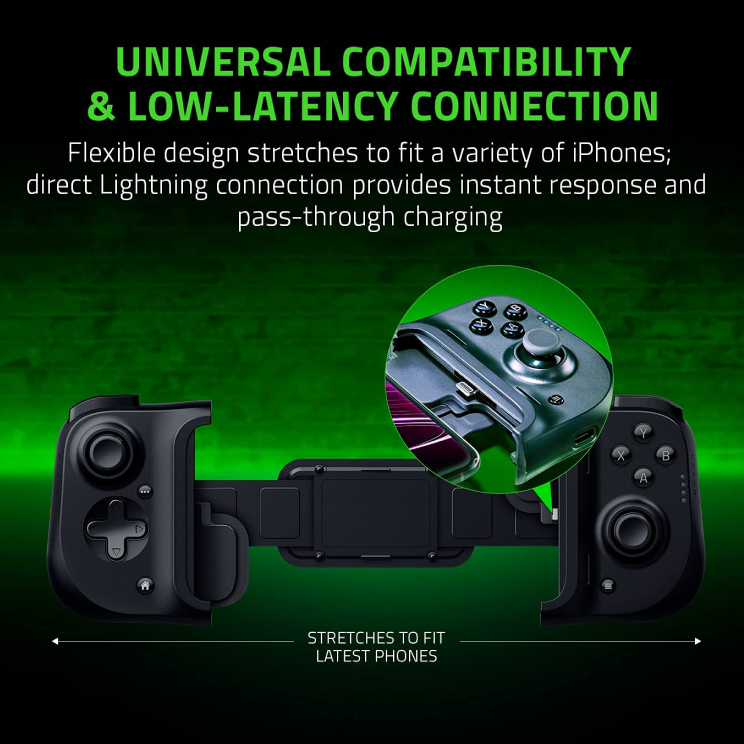 UNIVERSAL COMPATIBILITY
& LOW-LATENCY CONNECTION
Flexible design stretches to fit a variety of iPhones;
direct Lightning connection provides instant response and
pass-through charging
Y
X B
A
STRETCHES TO FIT
LATEST PHONES